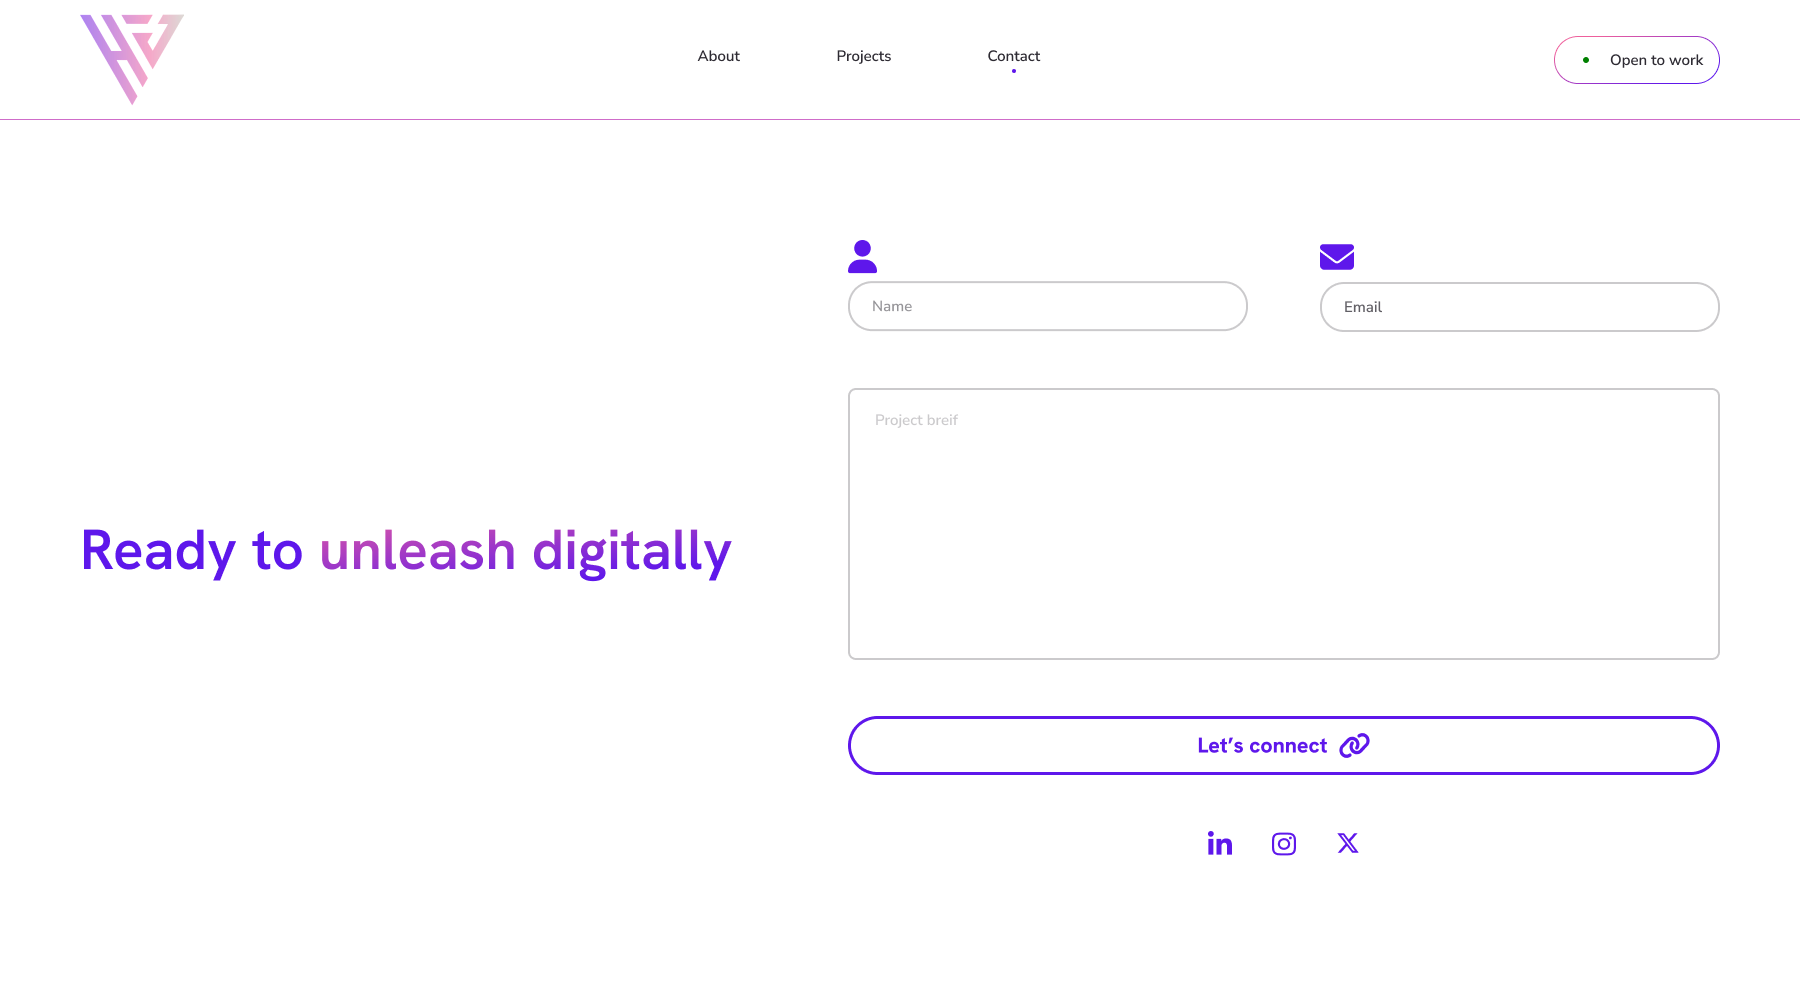 About
Projects
Contact
Open to work
Name
Email
Project breif
Ready to unleash digitally
Let’s connect